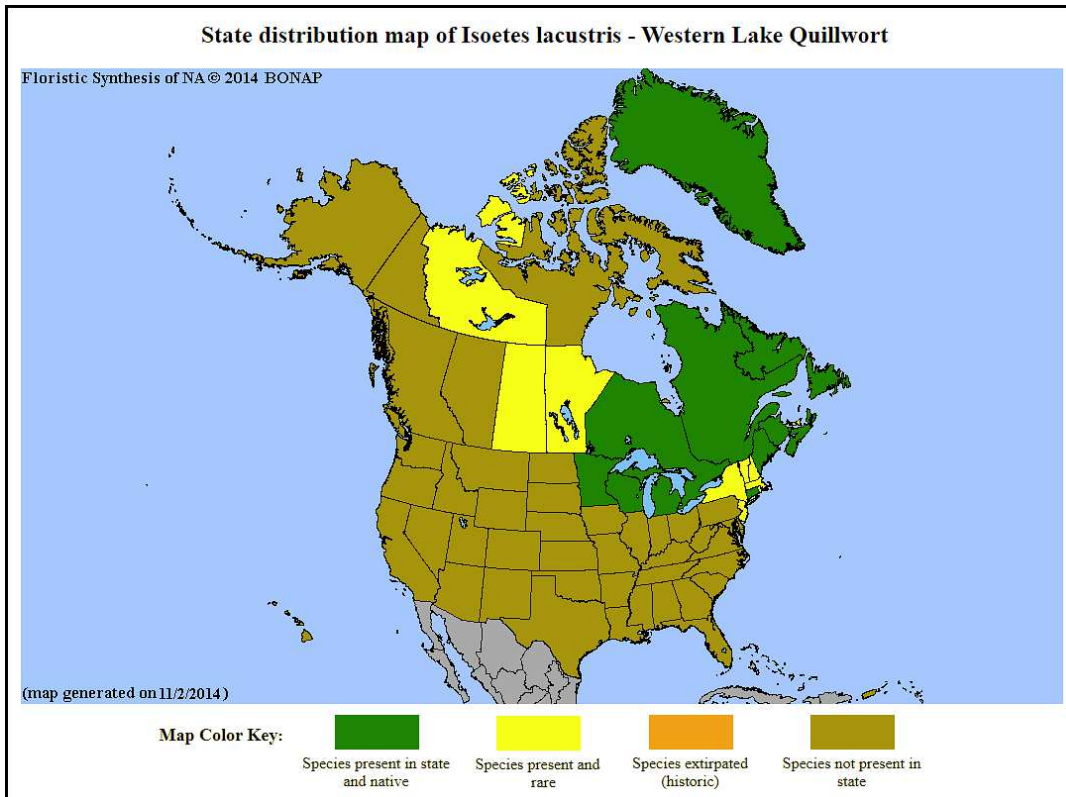 State distribution map of Isoetes lacustris - Western Lake Quillwort
Floristic Synthesis of NA © 2014 BONAP
(map generated on 11/2/2014)
Map Color Key:
Species present in state
and native
Species present and
rare
Species extirpated
(historic)
Species not present in
state